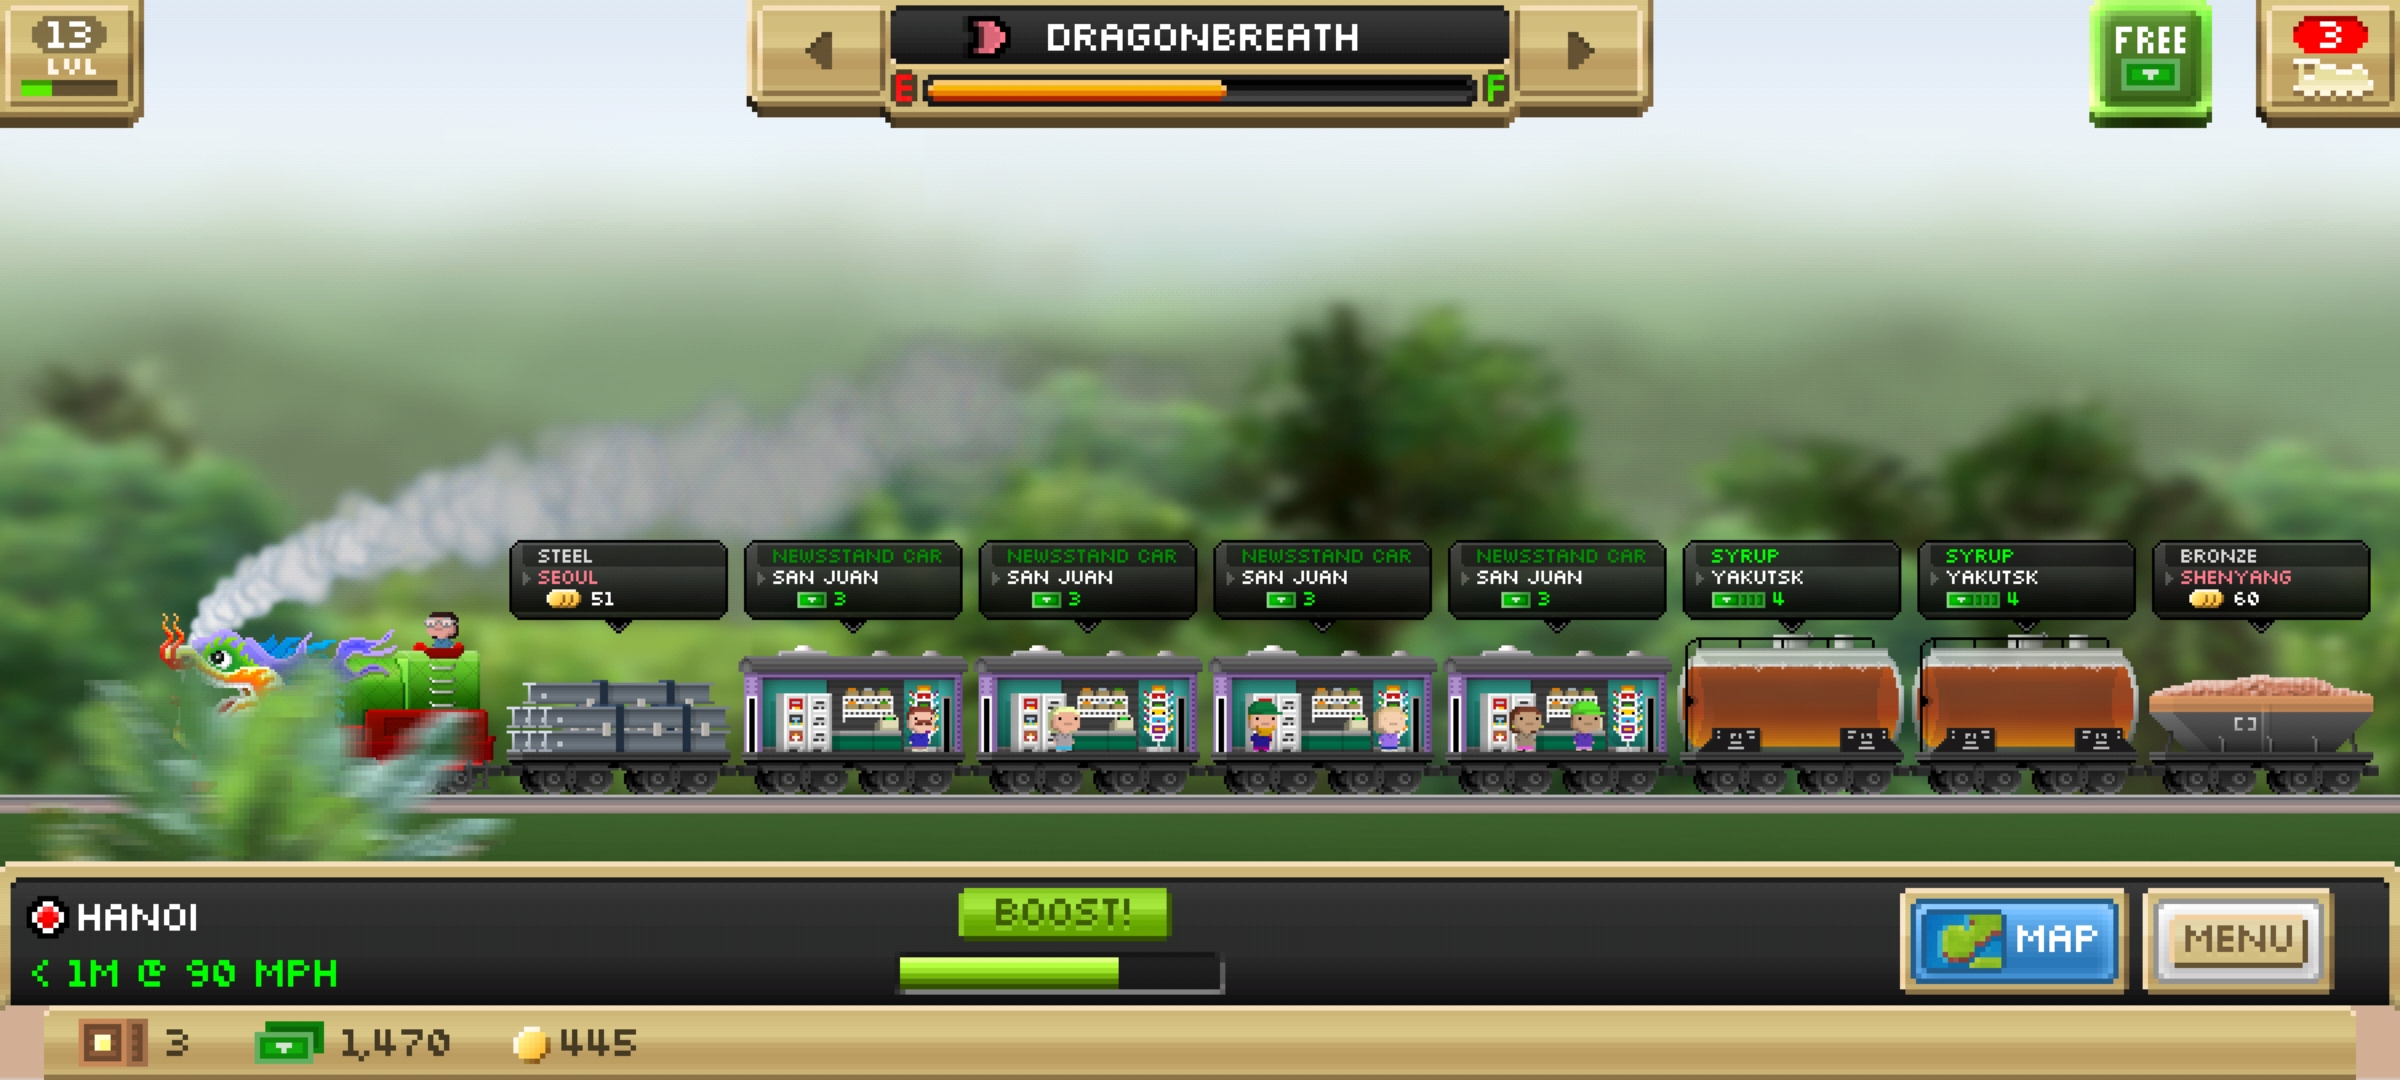 13
LVL
DRAGONBREATH
E
F
FREE
3
STEEL
SEOUL
51
NEWSSTAND CAR
SAN JUAN
3
NEWSSTAND CAR
SAN JUAN
3
NEWSSTAND CAR
SAN JUAN
3
NEWSSTAND CAR
SAN JUAN
3
SYRUP
YAKUTSK
4
SYRUP
YAKUTSK
4
BRONZE
SHENYANG
60
HANOI
< 1M @ 90 MPH
BOOST!
MAP
MENU
3
1,470
445